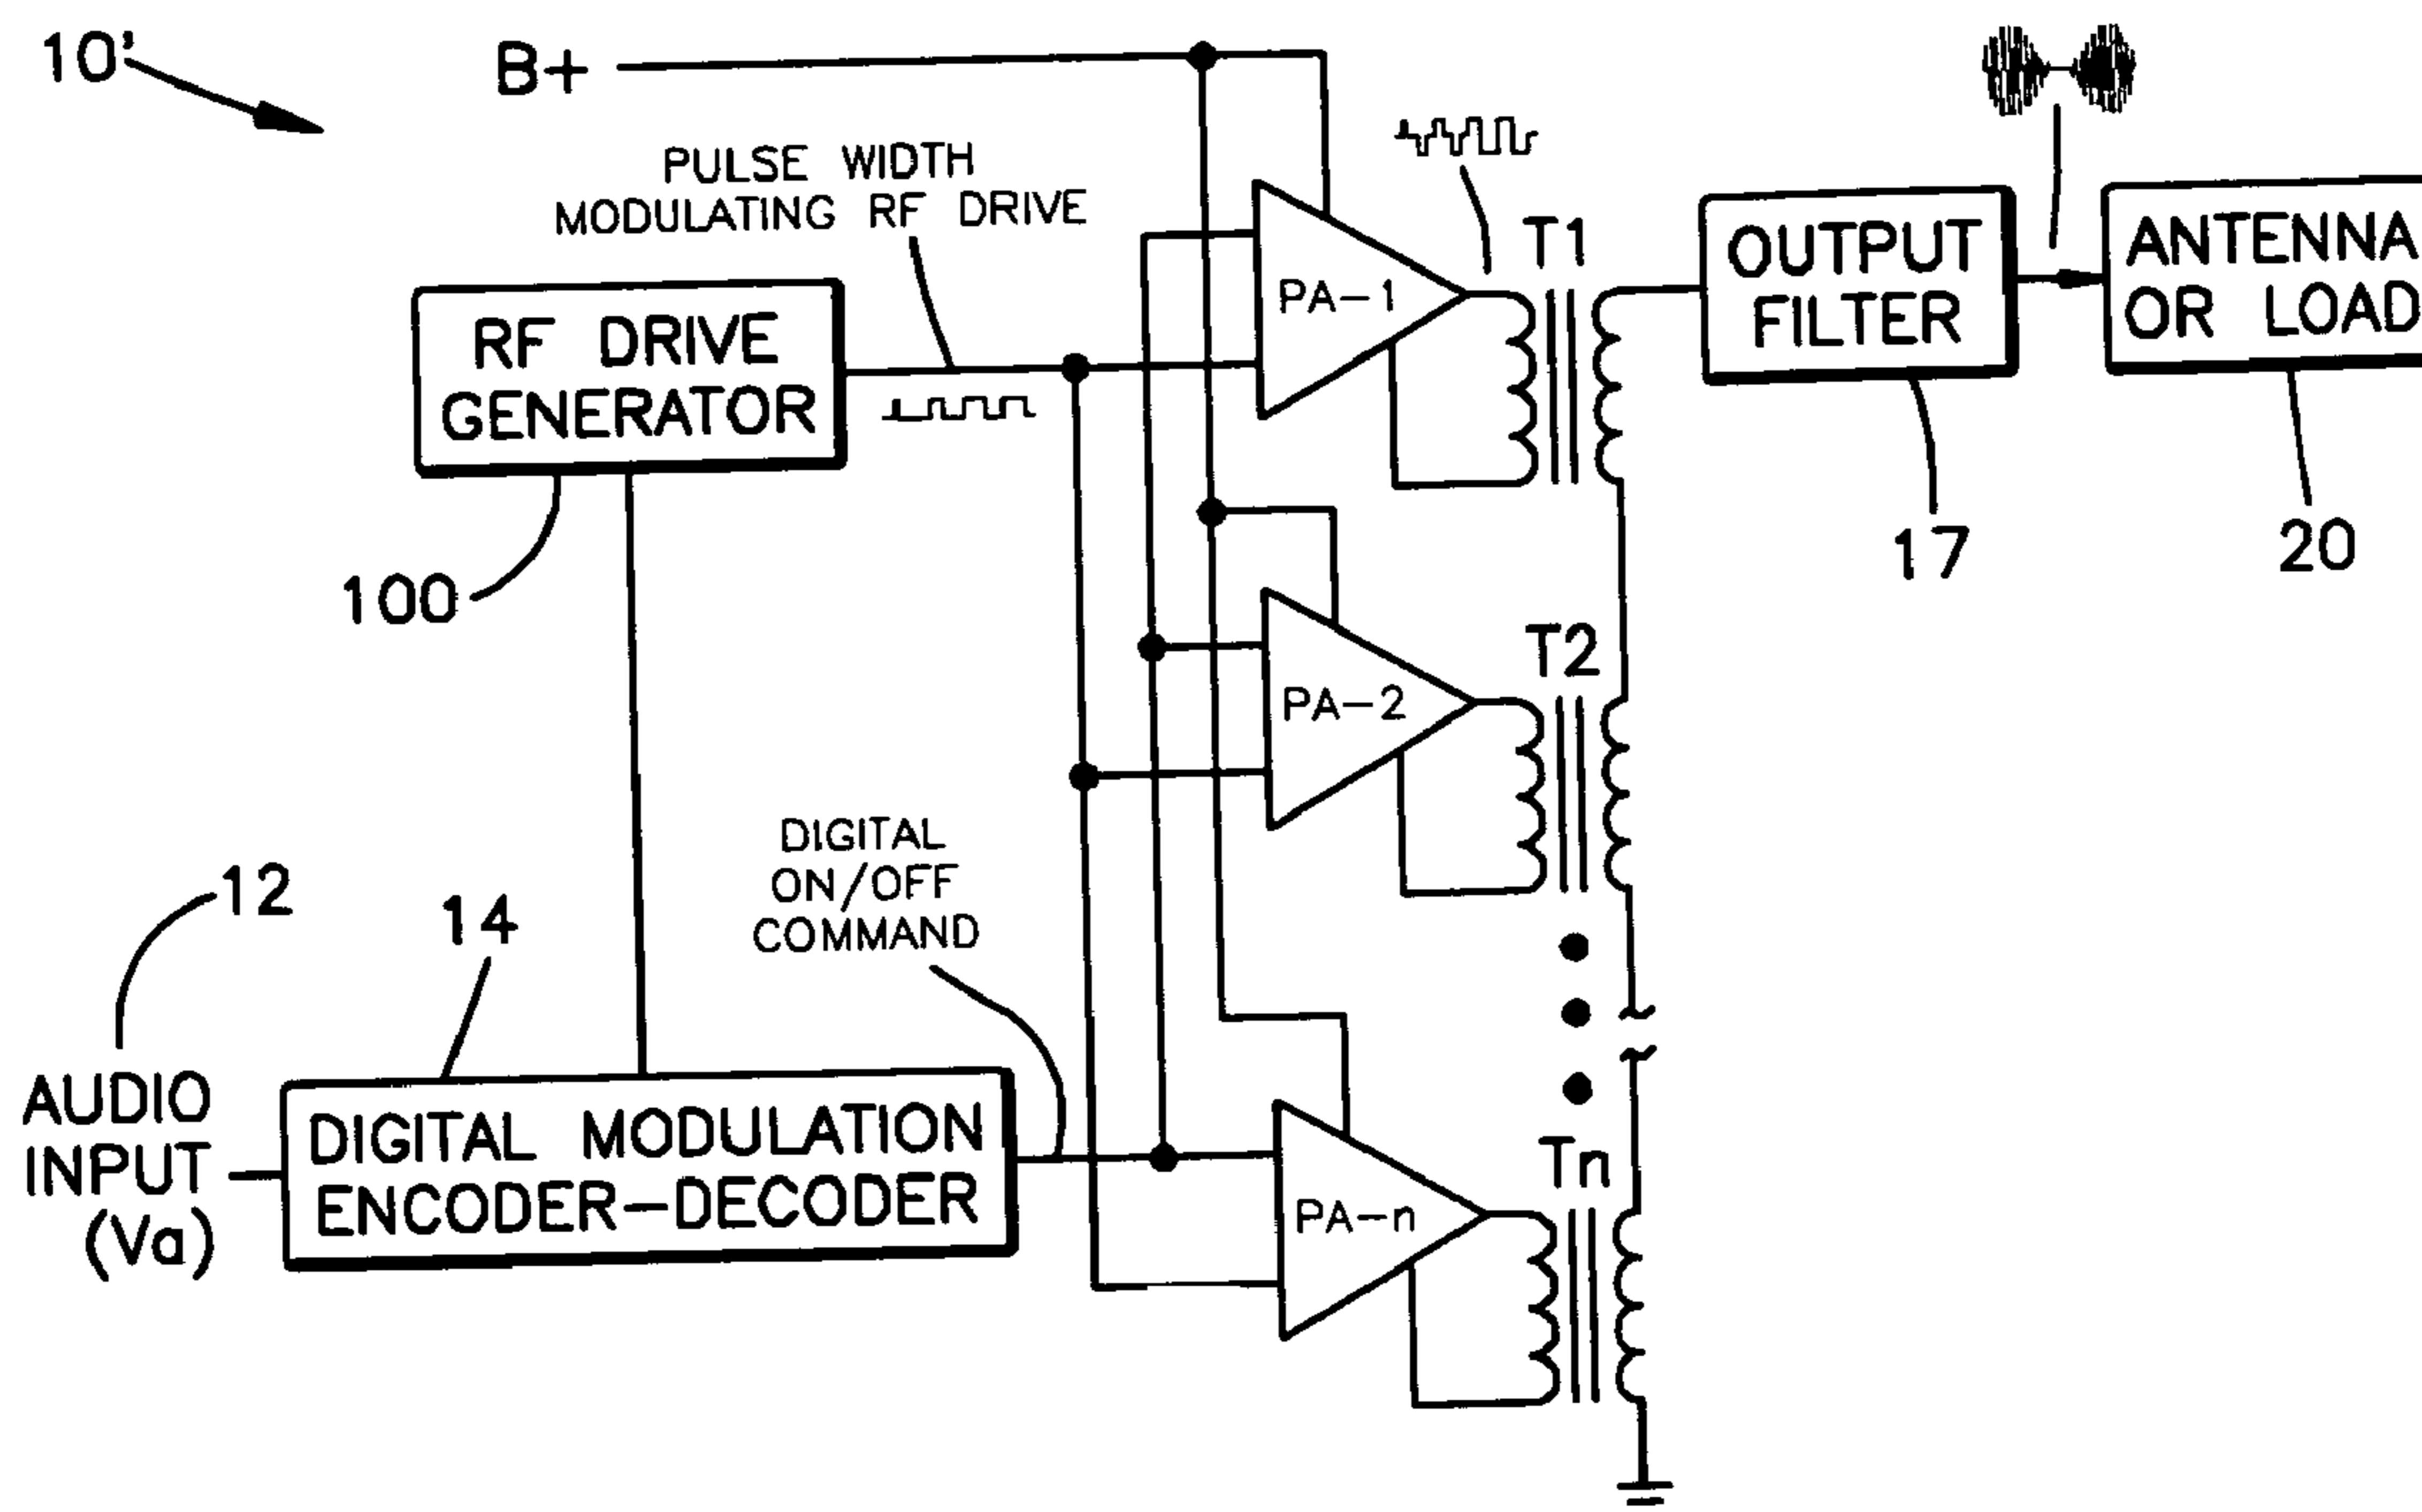 10'
B+
PULSE WIDTH
MODULATING RF DRIVE
RF DRIVE
GENERATOR
100
PA-1
T1
OUTPUT
FILTER
17
ANTENNA
OR LOAD
20
PA-2
T2
DIGITAL
ON/OFF
COMMAND
12
14
AUDIO
INPUT
(Va)
DIGITAL MODULATION
ENCODER-DECODER
PA-n
Tn